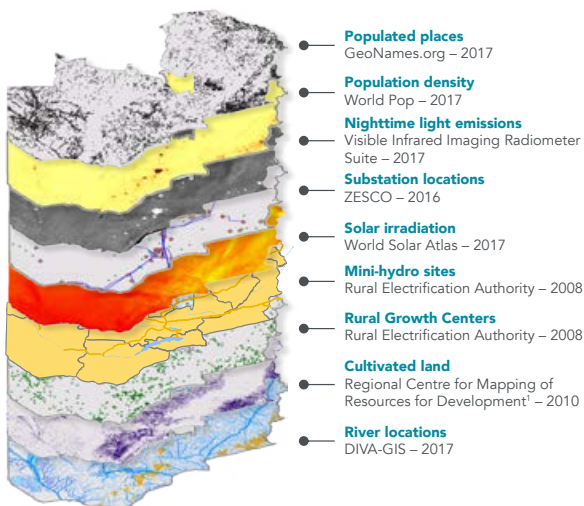 Populated places
GeoNames.org – 2017
Population density
World Pop – 2017
Nighttime light emissions
Visible Infrared Imaging Radiometer
Suite – 2017
Substation locations
ZESCO – 2016
Solar irradiation
World Solar Atlas – 2017
Mini-hydro sites
Rural Electrification Authority – 2008
Rural Growth Centers
Rural Electrification Authority – 2008
Cultivated land
Regional Centre for Mapping of
Resources for Development¹ – 2010
River locations
DIVA-GIS – 2017